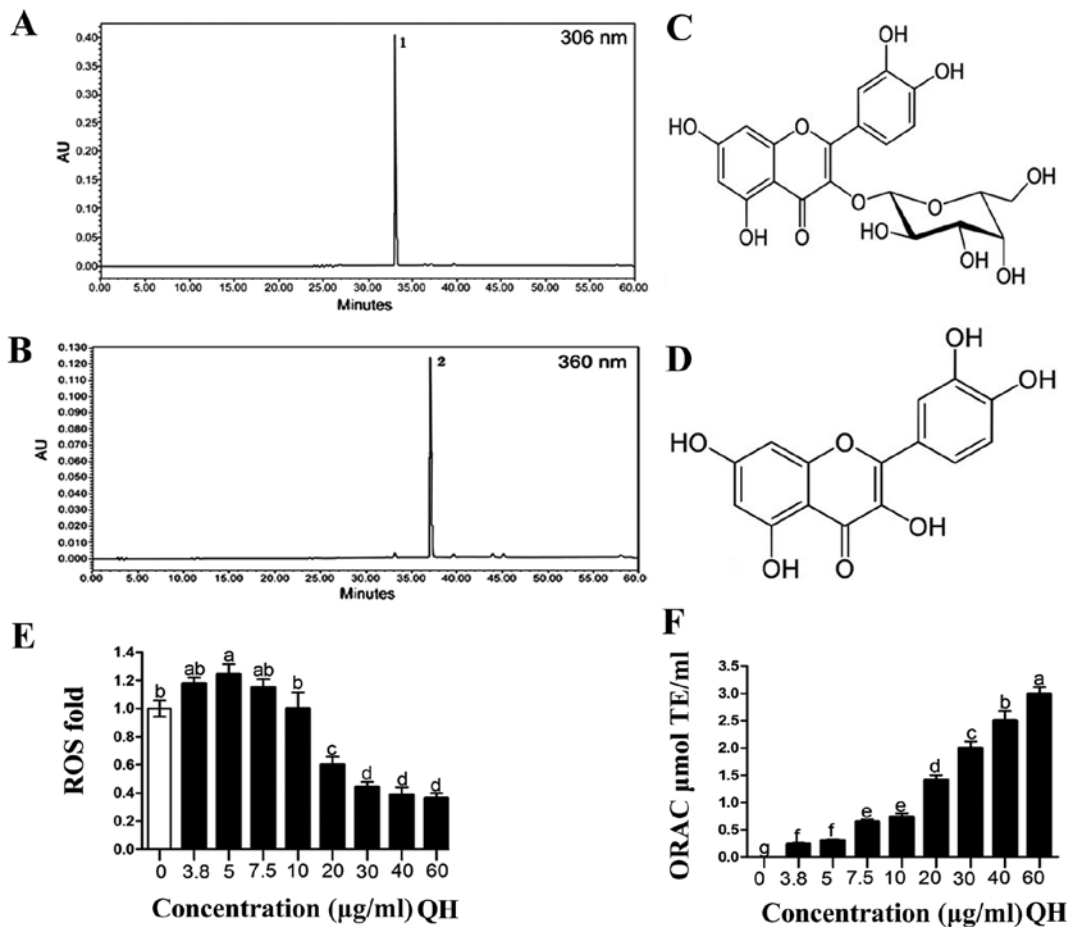 A
306 nm
1
AU
0.40
0.35
0.30
0.25
0.20
0.15
0.10
0.05
0.00
0.00 5.00 10.00 15.00 20.00 25.00 30.00 35.00 40.00 45.00 50.00 55.00 60.00
Minutes
B
360 nm
2
AU
0.130
0.120
0.110
0.100
0.090
0.080
0.070
0.060
0.050
0.040
0.030
0.020
0.010
0.000
0.00 5.00 10.00 15.00 20.00 25.00 30.00 35.00 40.00 45.00 50.00 55.00 60.00
Minutes
C
OH
OH
HO
O
OH
O
O
O
OH
HO
OH
OH
D
OH
OH
HO
O
OH
OH
O
E
ROS fold
1.4
1.2
1.0
0.8
0.6
0.4
0.2
0.0
b ab a ab b c d d d
0 3.8 5 7.5 10 20 30 40 60
Concentration (µg/ml) QH
F
ORAC µmol TE/ml
3.5
3.0
2.5
2.0
1.5
1.0
0.5
0.0
g f f e e d c b a
0 3.8 5 7.5 10 20 30 40 60
Concentration (µg/ml) QH